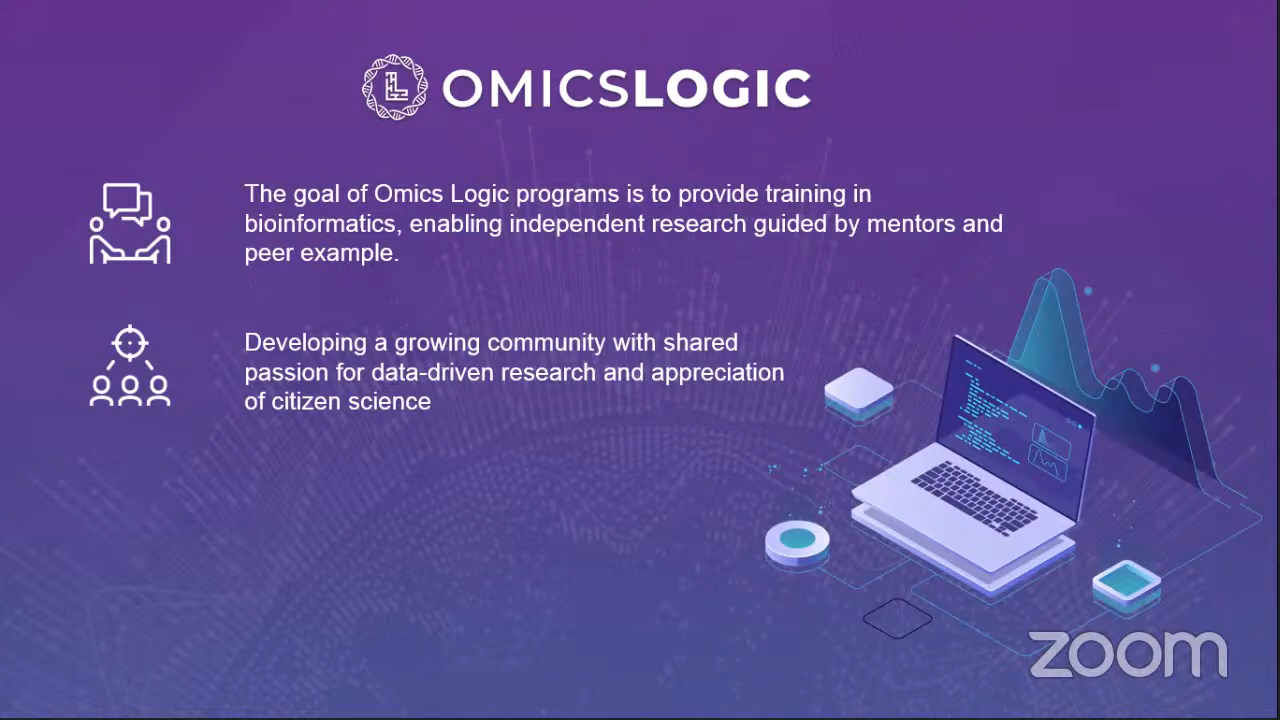 OMICSLOGIC
The goal of Omics Logic programs is to provide training in
bioinformatics, enabling independent research guided by mentors and
peer example.
Developing a growing community with shared
passion for data-driven research and appreciation
of citizen science
zoom